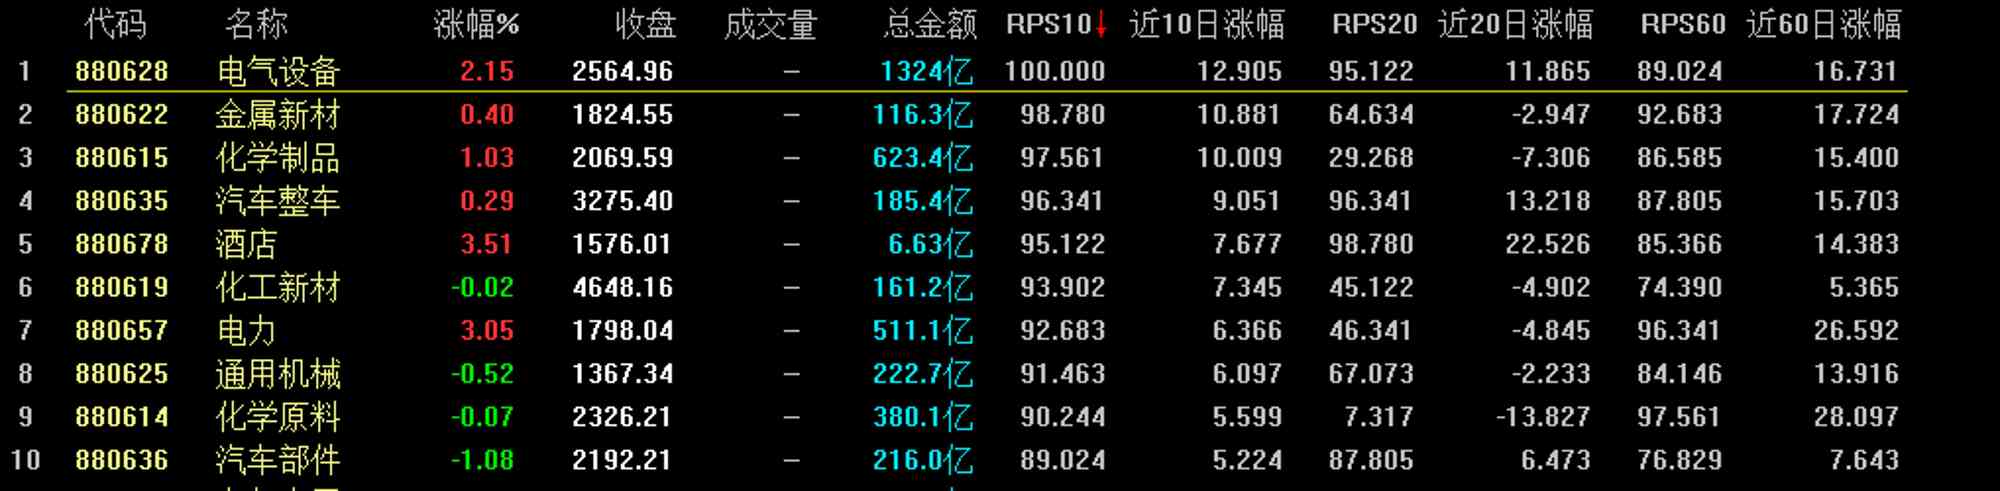 代码 名称 涨幅% 收盘 成交量 总金额 RPS10↓ 近10日涨幅 RPS20 近20日涨幅 RPS60 近60日涨幅
1 880628 电气设备 2.15 2564.96 – 1324亿 100.000 12.905 95.122 11.865 89.024 16.731
2 880622 金属新材 0.40 1824.55 – 116.3亿 98.780 10.881 64.634 -2.947 92.683 17.724
3 880615 化学制品 1.03 2069.59 – 623.4亿 97.561 10.009 29.268 -7.306 86.585 15.400
4 880635 汽车整车 0.29 3275.40 – 185.4亿 96.341 9.051 96.341 13.218 87.805 15.703
5 880678 酒店 3.51 1576.01 – 6.63亿 95.122 7.677 98.780 22.526 85.366 14.383
6 880619 化工新材 -0.02 4648.16 – 161.2亿 93.902 7.345 45.122 -4.902 74.390 5.365
7 880657 电力 3.05 1798.04 – 511.1亿 92.683 6.366 46.341 -4.845 96.341 26.592
8 880625 通用机械 -0.52 1367.34 – 222.7亿 91.463 6.097 67.073 -2.233 84.146 13.916
9 880614 化学原料 -0.07 2326.21 – 380.1亿 90.244 5.599 7.317 -13.827 97.561 28.097
10 880636 汽车部件 -1.08 2192.21 – 216.0亿 89.024 5.224 87.805 6.473 76.829 7.643